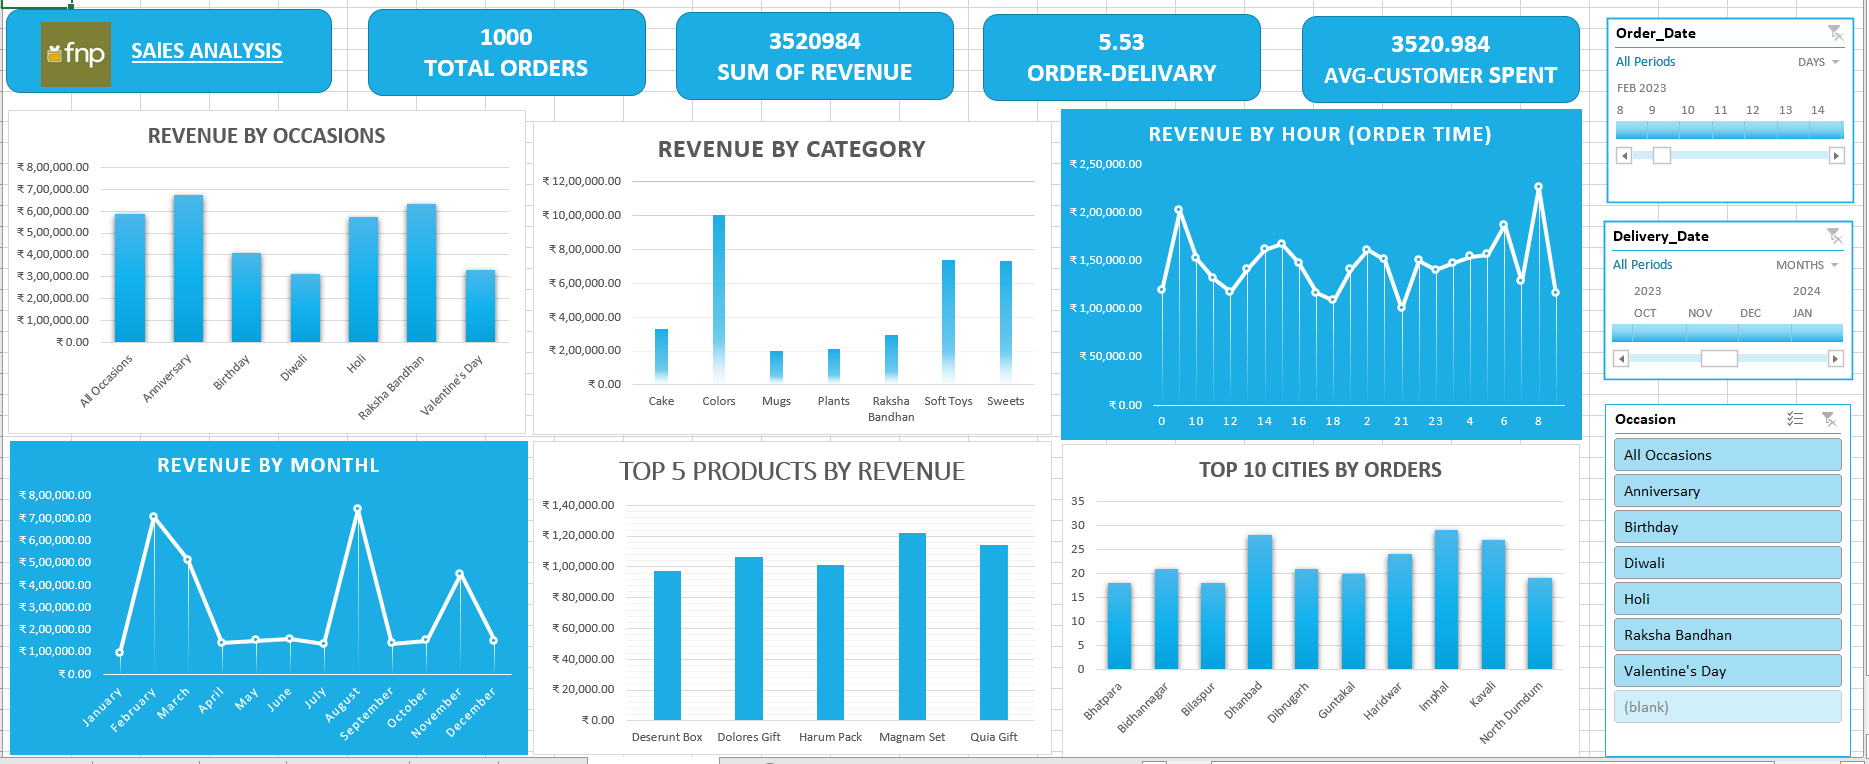 fnp
SAlES ANALYSIS
1000
TOTAL ORDERS
3520984
SUM OF REVENUE
5.53
ORDER-DELIVARY
3520.984
AVG-CUSTOMER SPENT
REVENUE BY OCCASIONS
₹ 8,00,000.00
₹ 7,00,000.00
₹ 6,00,000.00
₹ 5,00,000.00
₹ 4,00,000.00
₹ 3,00,000.00
₹ 2,00,000.00
₹ 1,00,000.00
₹ 0.00
All Occasions
Anniversary
Birthday
Diwali
Holi
Raksha Bandhan
Valentine's Day
REVENUE BY CATEGORY
₹ 12,00,000.00
₹ 10,00,000.00
₹ 8,00,000.00
₹ 6,00,000.00
₹ 4,00,000.00
₹ 2,00,000.00
₹ 0.00
Cake Colors Mugs Plants Raksha Bandhan Soft Toys Sweets
REVENUE BY HOUR (ORDER TIME)
₹ 2,50,000.00
₹ 2,00,000.00
₹ 1,50,000.00
₹ 1,00,000.00
₹ 50,000.00
₹ 0.00
0 10 12 14 16 18 2 21 23 4 6 8
REVENUE BY MONTHL
₹ 8,00,000.00
₹ 7,00,000.00
₹ 6,00,000.00
₹ 5,00,000.00
₹ 4,00,000.00
₹ 3,00,000.00
₹ 2,00,000.00
₹ 1,00,000.00
₹ 0.00
January
February
March
April
May
June
July
August
September
October
November
December
TOP 5 PRODUCTS BY REVENUE
₹ 1,40,000.00
₹ 1,20,000.00
₹ 1,00,000.00
₹ 80,000.00
₹ 60,000.00
₹ 40,000.00
₹ 20,000.00
₹ 0.00
Deserunt Box Dolores Gift Harum Pack Magnam Set Quia Gift
TOP 10 CITIES BY ORDERS
35
30
25
20
15
10
5
0
Bhatpara
Bidhannagar
Bilaspur
Dhanbad
Dibrugarh
Guntakal
Haridwar
Imphal
Kavali
North Dumdum
Order_Date
All Periods DAYS
FEB 2023
8 9 10 11 12 13 14
Delivery_Date
All Periods MONTHS
2023 2024
OCT NOV DEC JAN
Occasion
All Occasions
Anniversary
Birthday
Diwali
Holi
Raksha Bandhan
Valentine's Day
(blank)